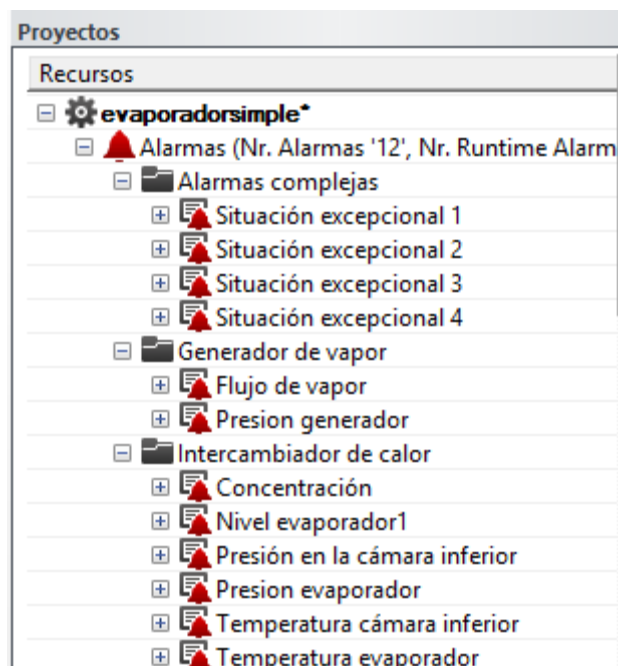 Proyectos
Recursos
evaporadorsimple*
Alarmas (Nr. Alarmas '12', Nr. Runtime Alarm
Alarmas complejas
Situación excepcional 1
Situación excepcional 2
Situación excepcional 3
Situación excepcional 4
Generador de vapor
Flujo de vapor
Presion generador
Intercambiador de calor
Concentración
Nivel evaporador1
Presión en la cámara inferior
Presion evaporador
Temperatura cámara inferior
Temperatura evaporador